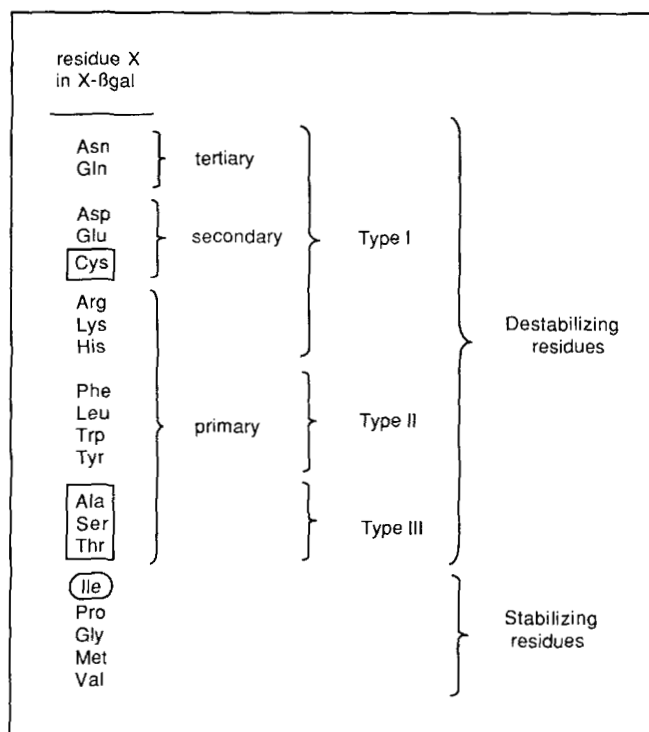 residue X
in X-βgal
Asn
Gln
tertiary
Asp
Glu
Cys
secondary
Type I
Arg
Lys
His
Destabilizing
residues
Phe
Leu
Trp
Tyr
primary
Type II
Ala
Ser
Thr
Type III
Ile
Pro
Gly
Met
Val
Stabilizing
residues